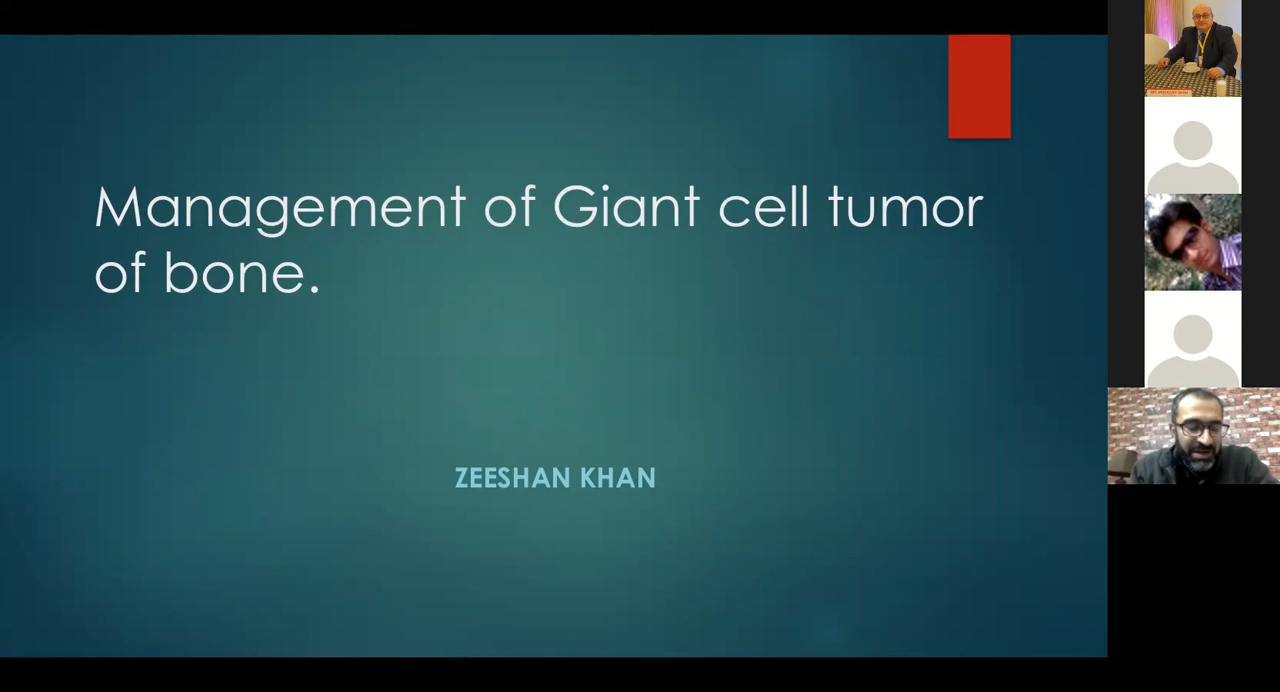 Management of Giant cell tumor
of bone.
ZEESHAN KHAN